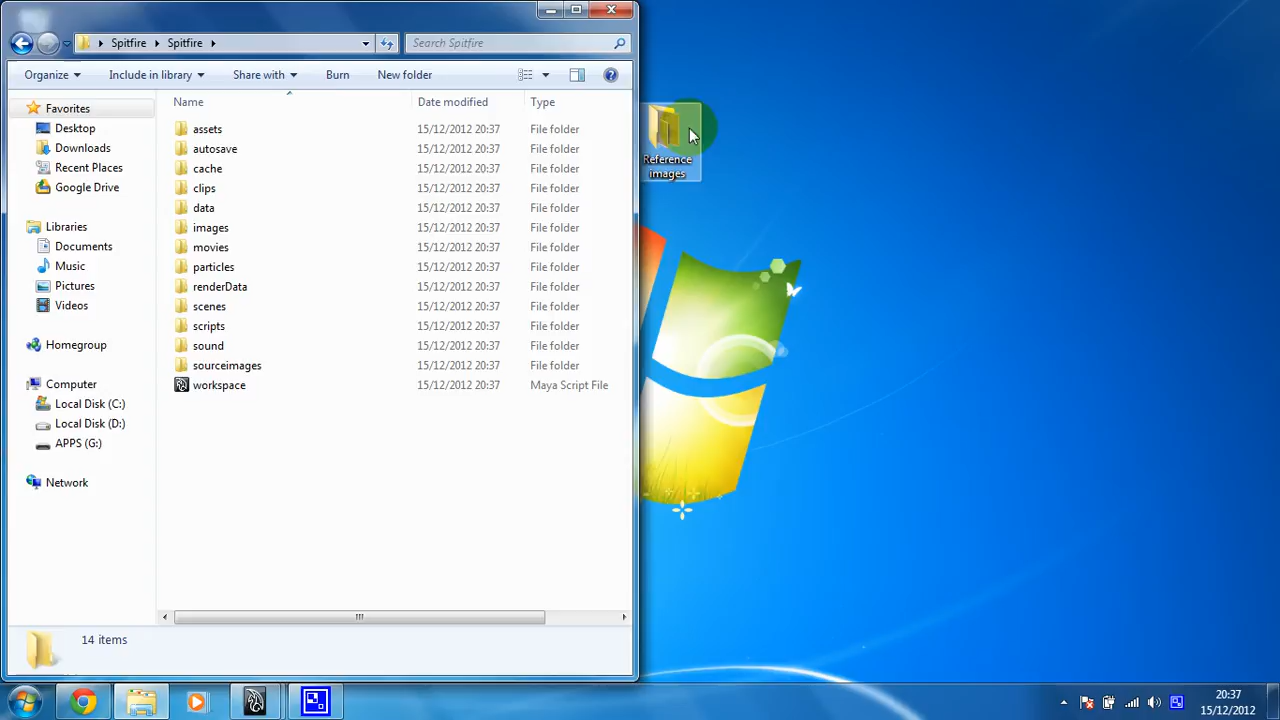 Spitfire Spitfire
Search Spitfire
Organize Include in library Share with Burn New folder
Name Date modified Type
Favorites
Desktop
Downloads
Recent Places
Google Drive
Libraries
Documents
Music
Pictures
Videos
Homegroup
Computer
Local Disk (C:)
Local Disk (D:)
APPS (G:)
Network
assets 15/12/2012 20:37 File folder
autosave 15/12/2012 20:37 File folder
cache 15/12/2012 20:37 File folder
clips 15/12/2012 20:37 File folder
data 15/12/2012 20:37 File folder
images 15/12/2012 20:37 File folder
movies 15/12/2012 20:37 File folder
particles 15/12/2012 20:37 File folder
renderData 15/12/2012 20:37 File folder
scenes 15/12/2012 20:37 File folder
scripts 15/12/2012 20:37 File folder
sound 15/12/2012 20:37 File folder
sourceimages 15/12/2012 20:37 File folder
workspace 15/12/2012 20:37 Maya Script File
14 items
Reference
images
20:37
15/12/2012